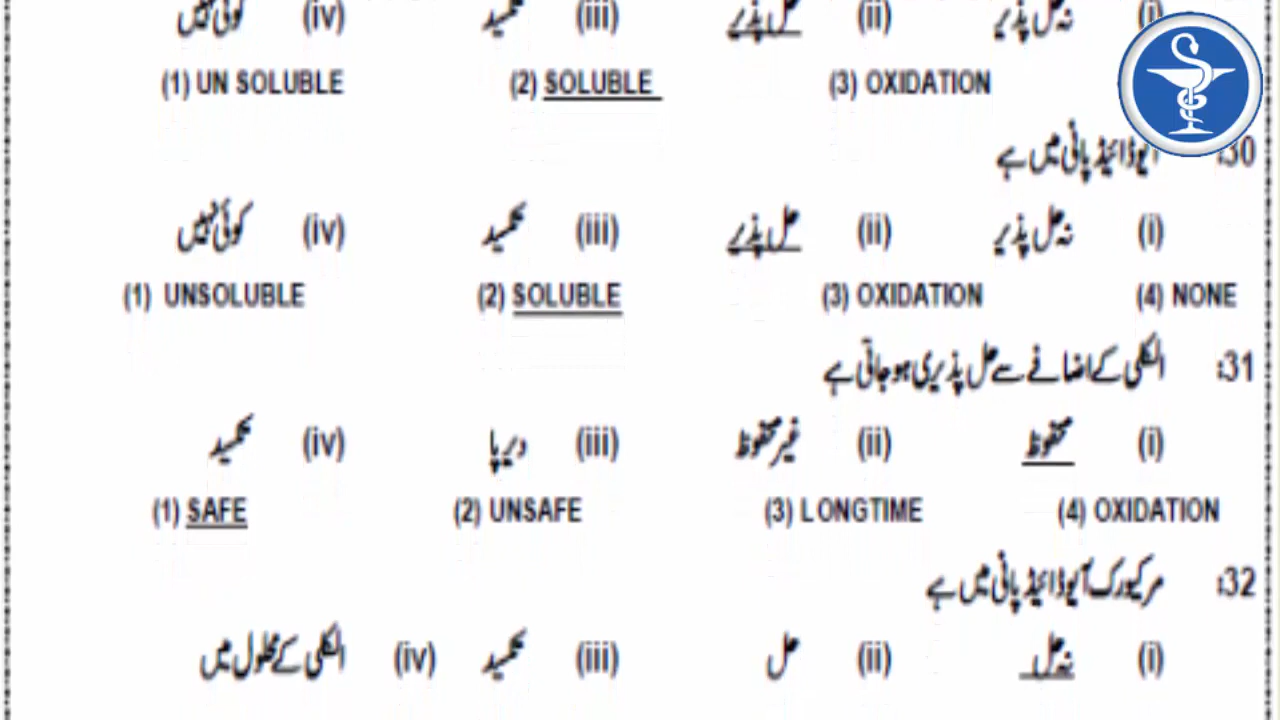 (i) نہ حل پذیر (ii) حل پذیرے (iii) تکسید (iv) کوئی نہیں
(1) UN SOLUBLE (2) SOLUBLE (3) OXIDATION
30: آیوڈائیڈ پانی میں ہے
(i) نہ حل پذیر (ii) حل پذیرے (iii) تکسید (iv) کوئی نہیں
(1) UNSOLUBLE (2) SOLUBLE (3) OXIDATION (4) NONE
31: الکلی کے اضافے سے حل پذیری ہو جاتی ہے
(i) محفوظ (ii) غیر محفوظ (iii) دیرپا (iv) تکسید
(1) SAFE (2) UNSAFE (3) LONGTIME (4) OXIDATION
32: مرکیورک آیوڈائیڈ پانی میں ہے
(i) نہ حل (ii) حل (iii) تکسید (iv) الکلی کے محلول میں